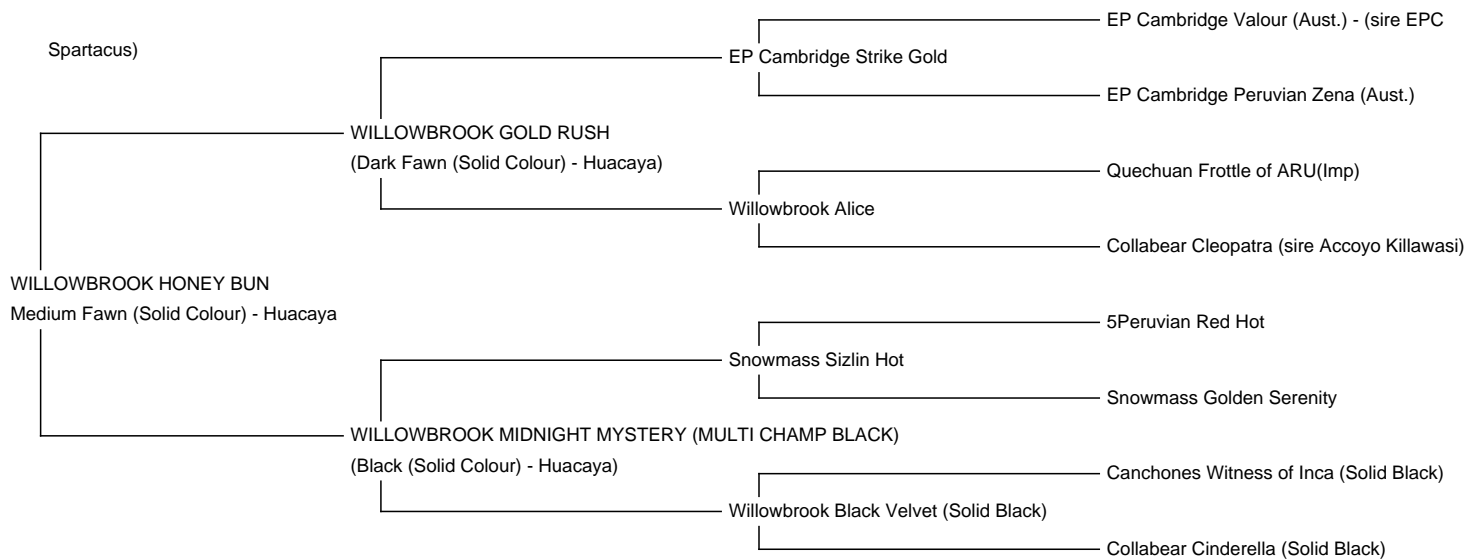 EP Cambridge Valour (Aust.) - (sire EPC
Spartacus)
EP Cambridge Strike Gold
EP Cambridge Peruvian Zena (Aust.)
WILLOWBROOK GOLD RUSH
(Dark Fawn (Solid Colour) - Huacaya)
Quechuan Frottle of ARU(Imp)
Willowbrook Alice
Collabear Cleopatra (sire Accoyo Killawasi)
WILLOWBROOK HONEY BUN
Medium Fawn (Solid Colour) - Huacaya
5Peruvian Red Hot
Snowmass Sizlin Hot
Snowmass Golden Serenity
WILLOWBROOK MIDNIGHT MYSTERY (MULTI CHAMP BLACK)
(Black (Solid Colour) - Huacaya)
Canchones Witness of Inca (Solid Black)
Willowbrook Black Velvet (Solid Black)
Collabear Cinderella (Solid Black)